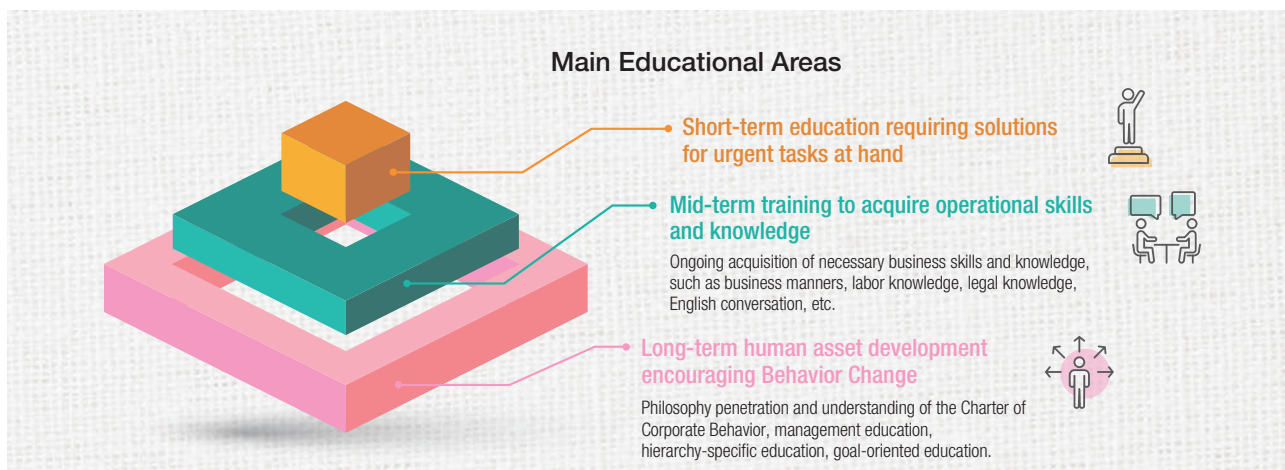 Main Educational Areas
Short-term education requiring solutions
for urgent tasks at hand
Mid-term training to acquire operational skills
and knowledge
Ongoing acquisition of necessary business skills and knowledge,
such as business manners, labor knowledge, legal knowledge,
English conversation, etc.
Long-term human asset development
encouraging Behavior Change
Philosophy penetration and understanding of the Charter of
Corporate Behavior, management education,
hierarchy-specific education, goal-oriented education.